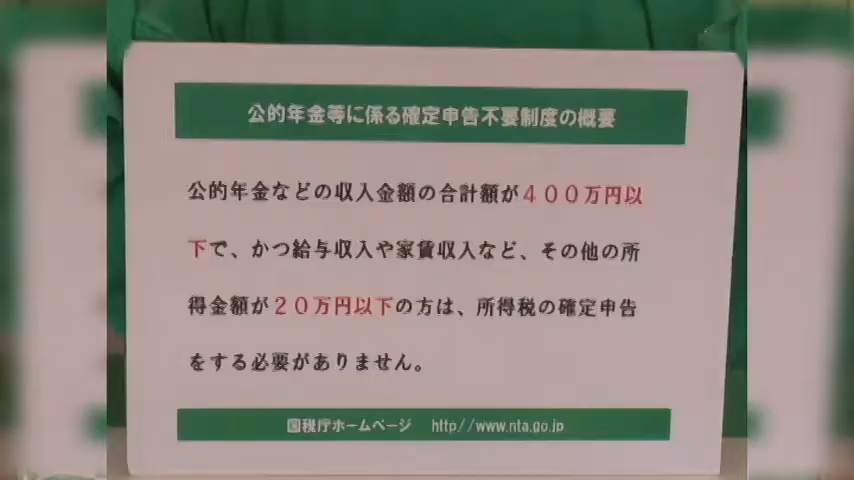 公的年金等に係る確定申告不要制度の概要
公的年金などの収入金額の合計額が４００万円以
下で、かつ給与収入や家賃収入など、その他の所
得金額が２０万円以下の方は、所得税の確定申告
をする必要がありません。
国税庁ホームページ　http//www.nta.go.jp